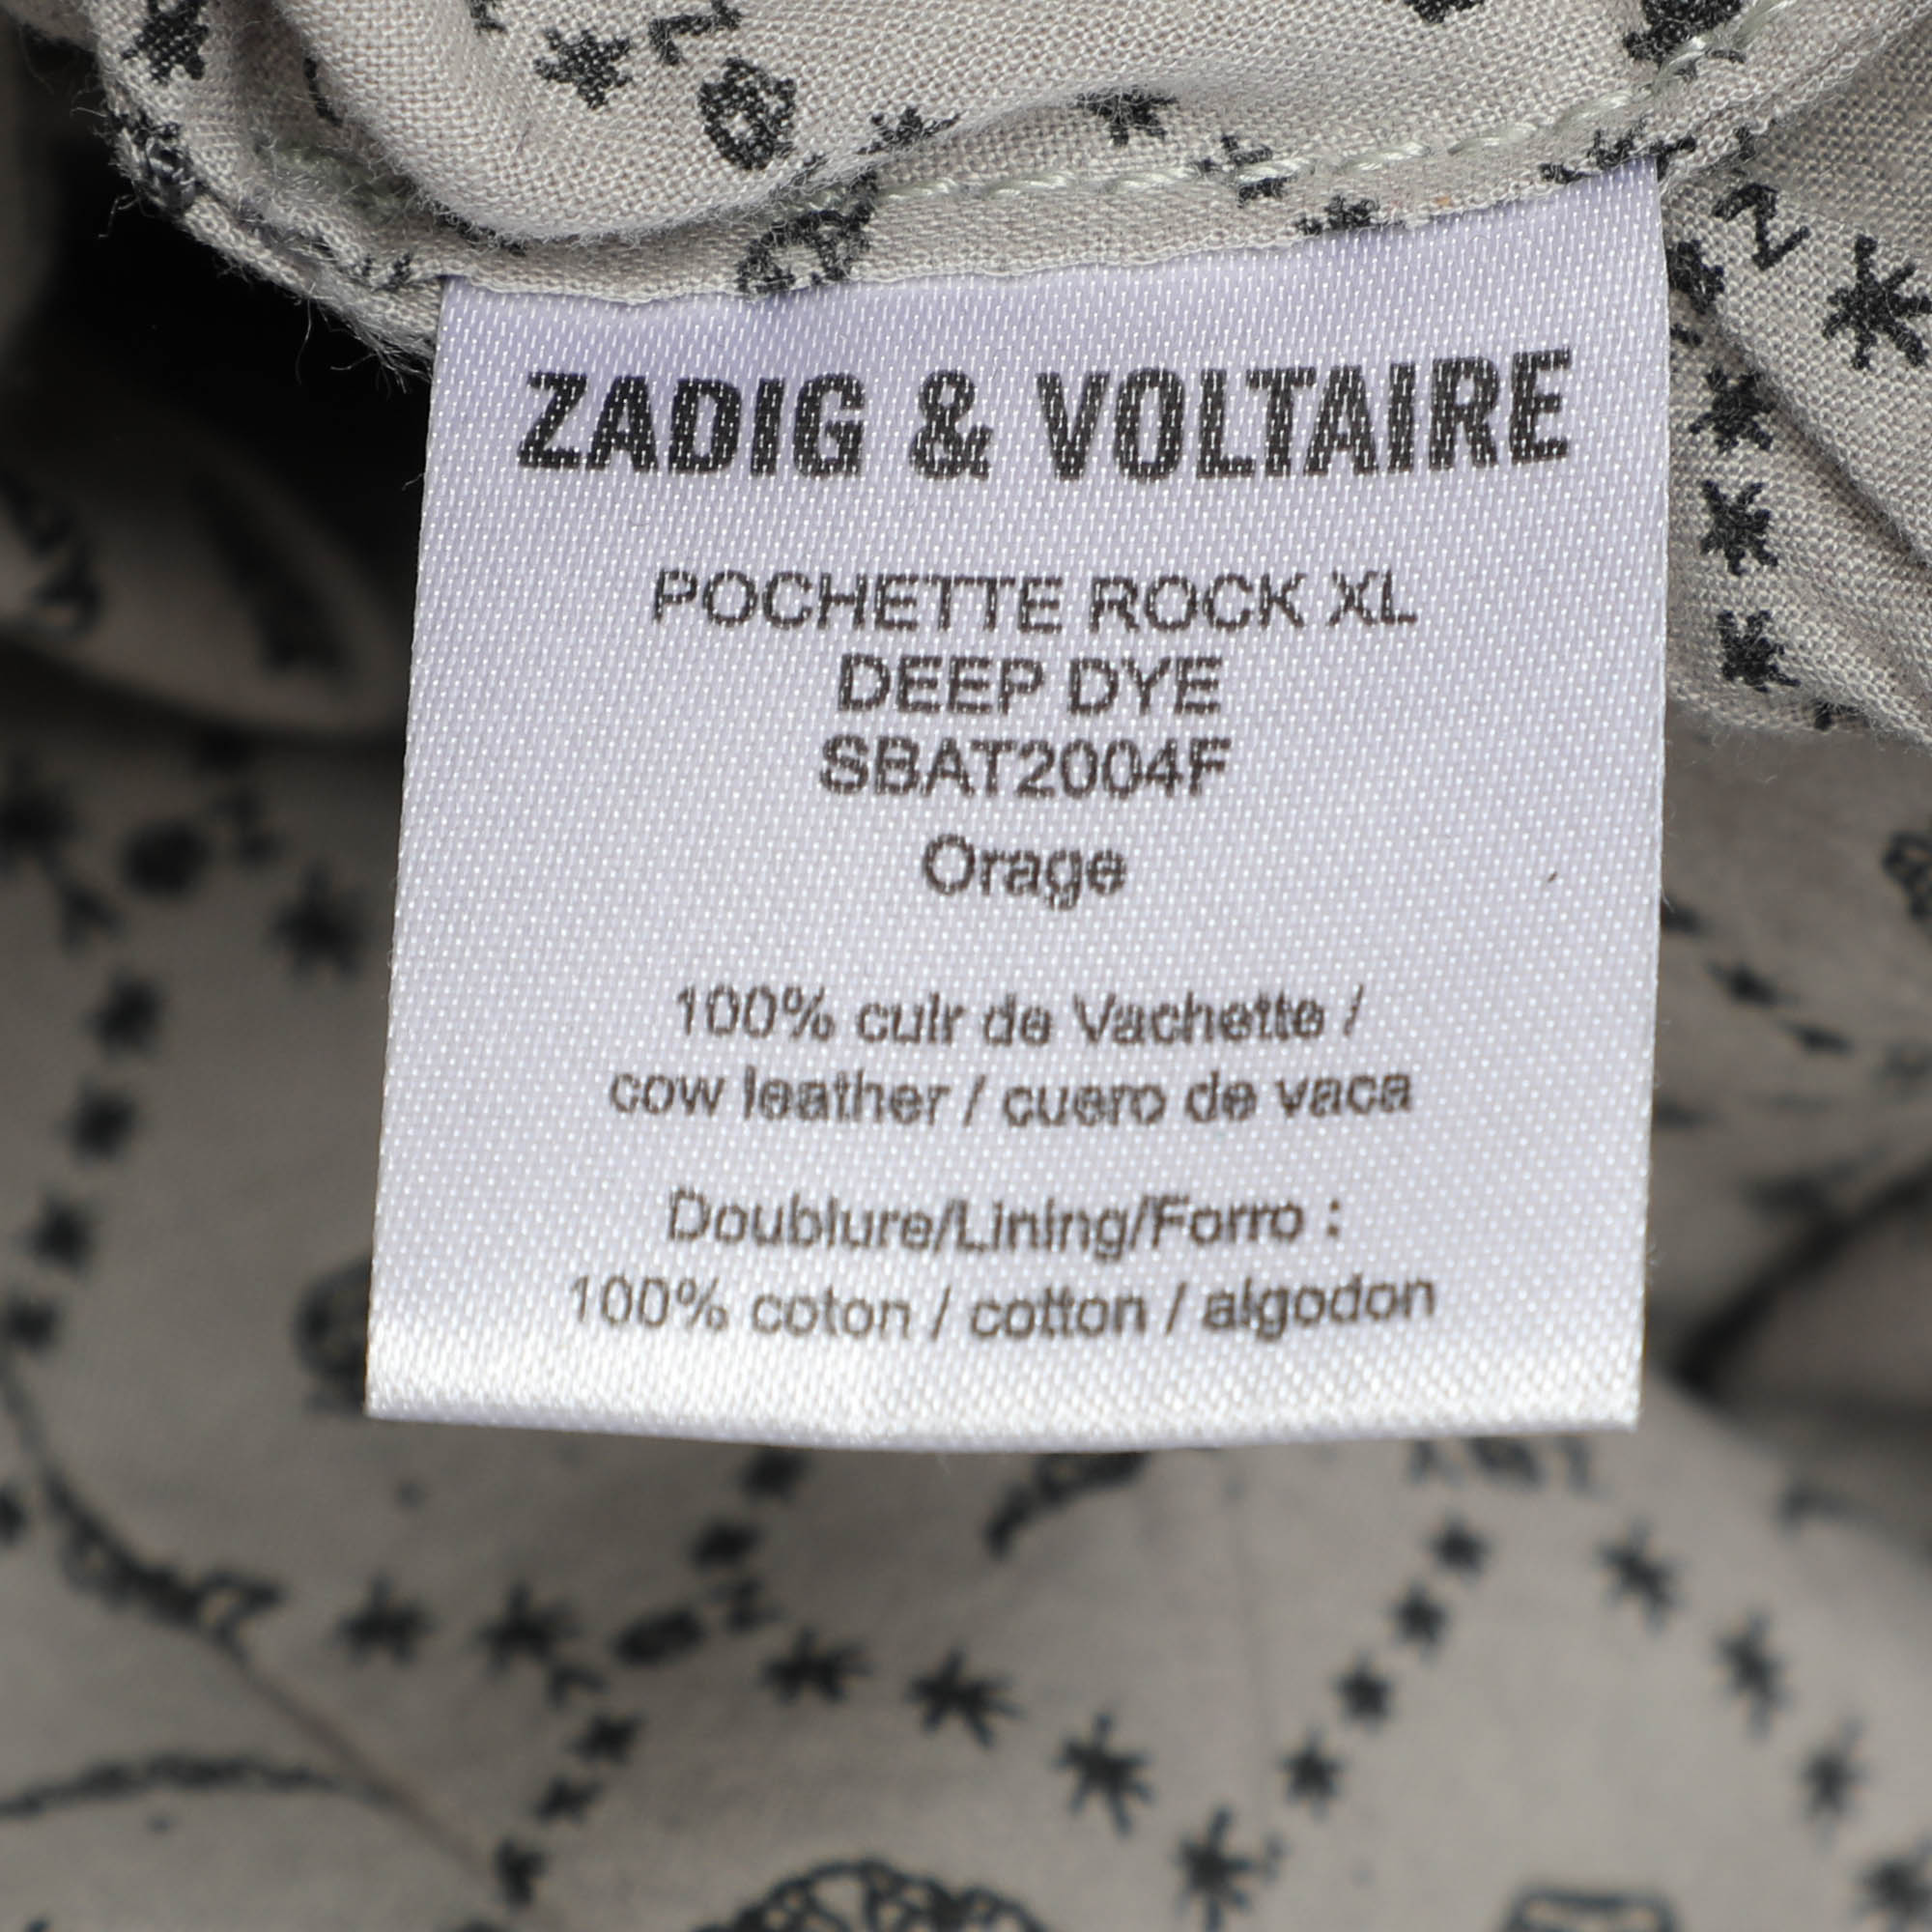 ZADIG & VOLTAIRE
POCHETTE ROCK XL
DEEP DYE
SBAT2004F
Orage
100% cuir de Vachette /
cow leather / cuero de vaca
Doublure/Lining/Forro :
100% coton / cotton / algodon